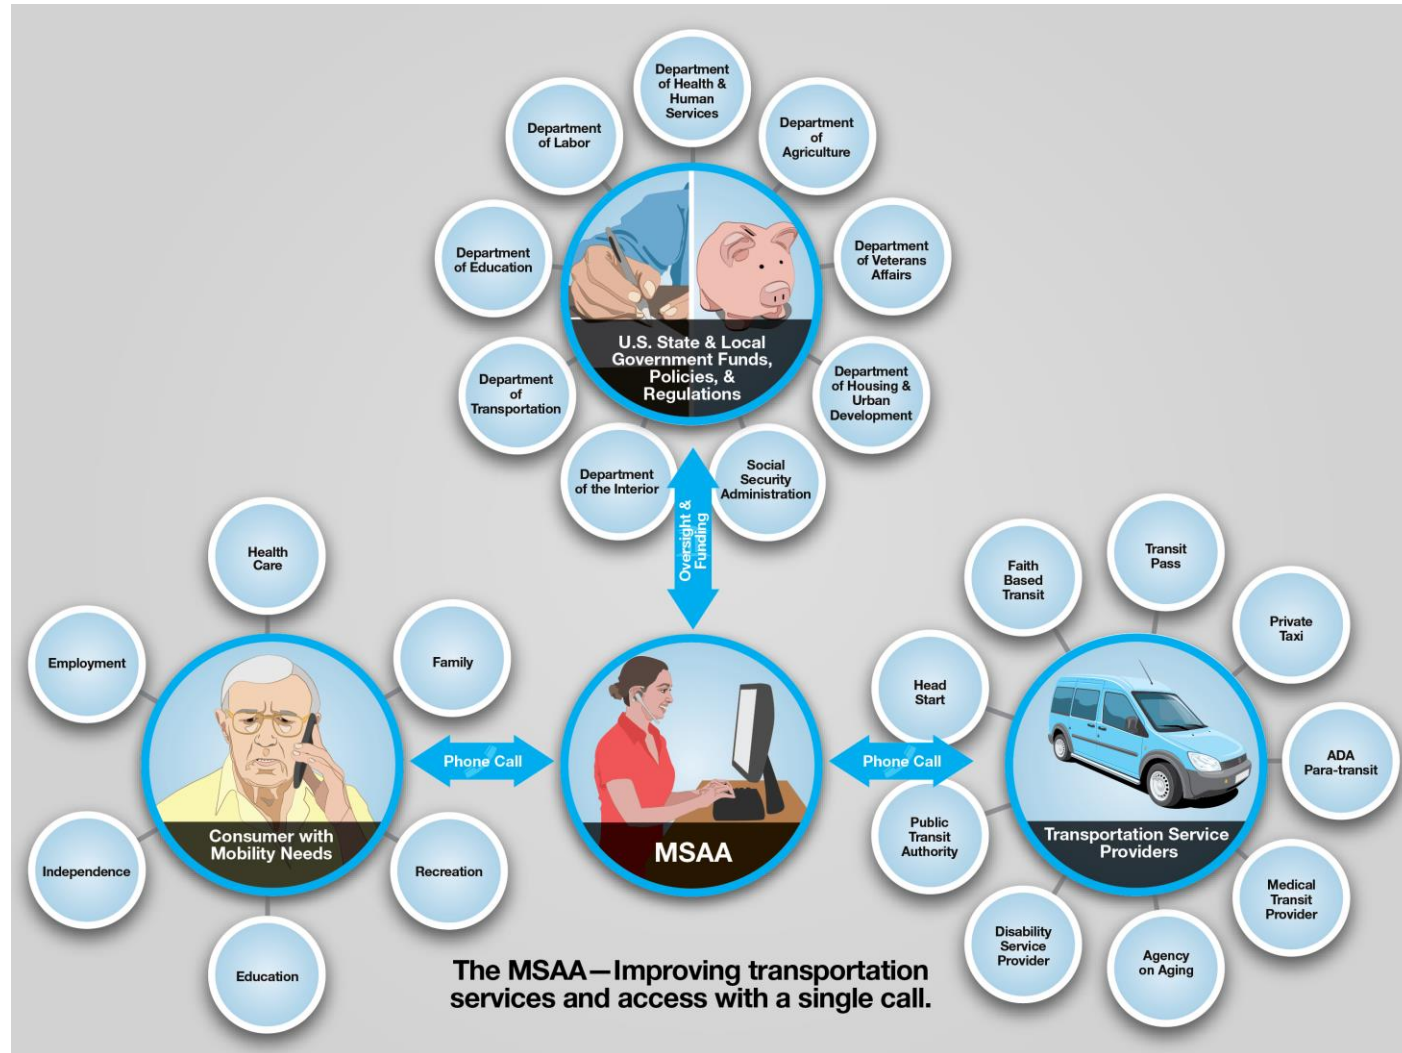 Department
of Health &
Human
Services
Department
of Labor
Department
of
Agriculture
Department
of Education
Department
of Veterans
Affairs
U.S. State & Local
Government Funds,
Policies, &
Regulations
Department
of
Transportation
Department
of Housing &
Urban
Development
Department
of the Interior
Social
Security
Administration
Oversight &
Funding
Health
Care
Employment
Family
Independence
Recreation
Education
Consumer with
Mobility Needs
Phone Call
MSAA
Phone Call
Faith
Based
Transit
Transit
Pass
Private
Taxi
Head
Start
ADA
Para-transit
Public
Transit
Authority
Transportation Service
Providers
Medical
Transit
Provider
Disability
Service
Provider
Agency
on Aging
The MSAA—Improving transportation
services and access with a single call.